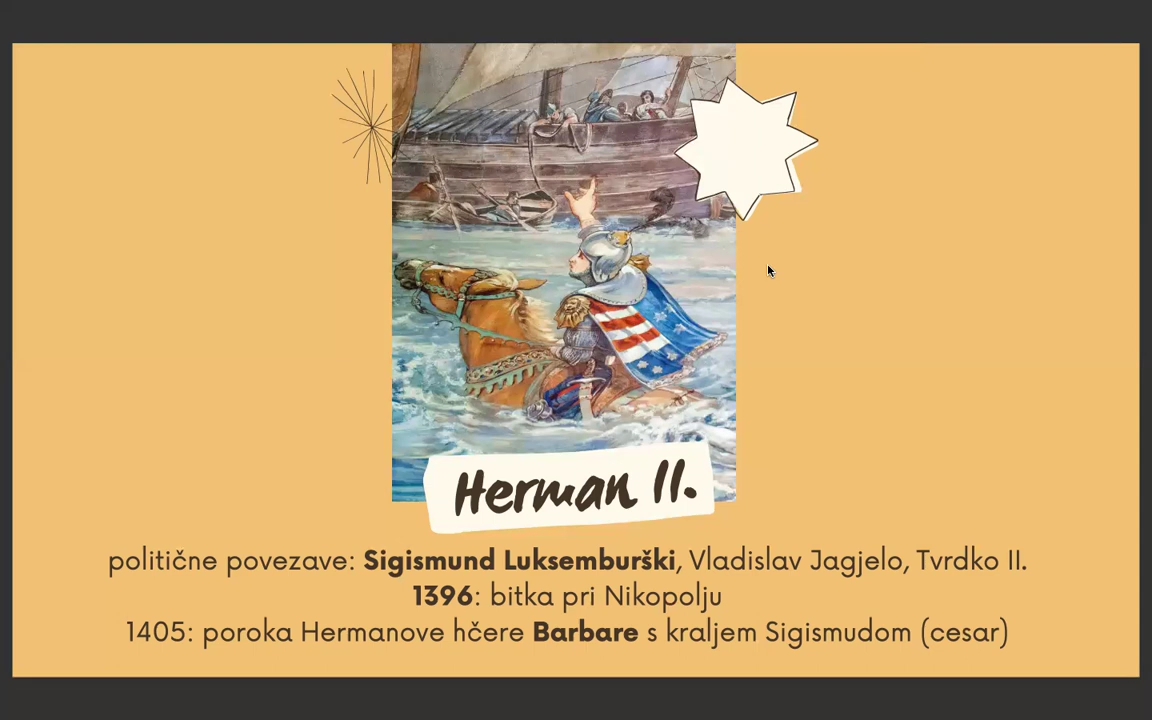 Herman II.
politične povezave: Sigismund Luksemburški, Vladislav Jagjelo, Tvrdko II.
1396: bitka pri Nikopolju
1405: poroka Hermanove hčere Barbare s kraljem Sigismudom (cesar)